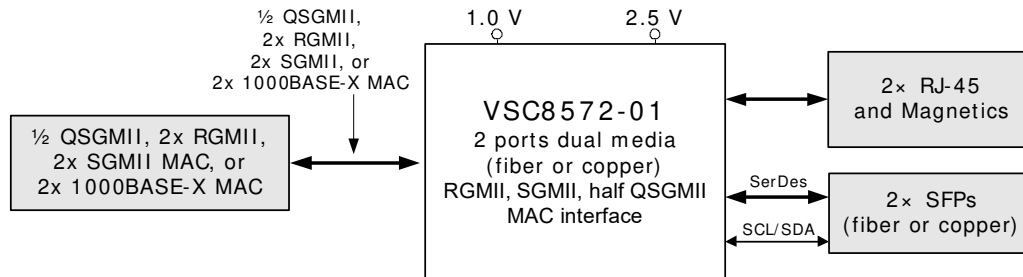 ½ QSGMII,
2x RGMII,
2x SGMII, or
2x 1000BASE-X MAC
1.0 V
2.5 V
½ QSGMII, 2x RGMII,
2x SGMII MAC, or
2x 1000BASE-X MAC
VSC8572-01
2 ports dual media
(fiber or copper)
RGMII, SGMII, half QSGMII
MAC interface
2× RJ-45
and Magnetics
SerDes
SCL/SDA
2× SFPs
(fiber or copper)